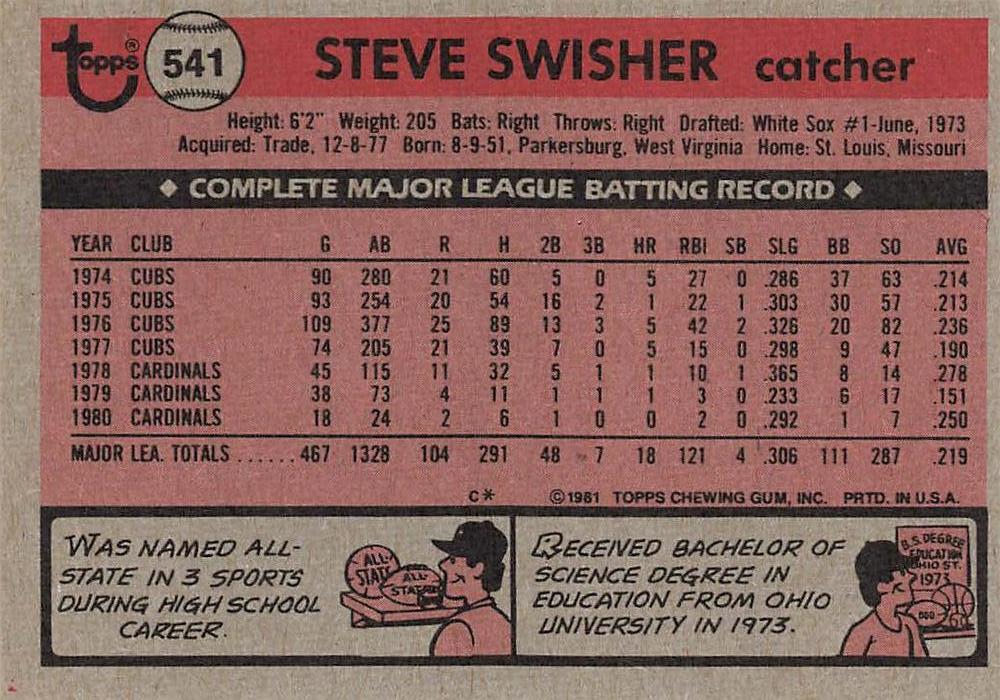 topps® 541 STEVE SWISHER catcher
Height: 6'2" Weight: 205 Bats: Right Throws: Right Drafted: White Sox #1-June, 1973
Acquired: Trade, 12-8-77 Born: 8-9-51, Parkersburg, West Virginia Home: St. Louis, Missouri
◆ COMPLETE MAJOR LEAGUE BATTING RECORD ◆
YEAR CLUB G AB R H 2B 3B HR RBI SB SLG BB SO AVG
1974 CUBS 90 280 21 60 5 0 5 27 0 .286 37 63 .214
1975 CUBS 93 254 20 54 16 2 1 22 1 .303 30 57 .213
1976 CUBS 109 377 25 89 13 3 5 42 2 .326 20 82 .236
1977 CUBS 74 205 21 39 7 0 5 15 0 .298 9 47 .190
1978 CARDINALS 45 115 11 32 5 1 1 10 1 .365 8 14 .278
1979 CARDINALS 38 73 4 11 1 1 1 3 0 .233 6 17 .151
1980 CARDINALS 18 24 2 6 1 0 0 2 0 .292 1 7 .250
MAJOR LEA. TOTALS ...... 467 1328 104 291 48 7 18 121 4 .306 111 287 .219
C* ©1981 TOPPS CHEWING GUM, INC. PRTD. IN U.S.A.
WAS NAMED ALL-
STATE IN 3 SPORTS
DURING HIGH SCHOOL
CAREER.
ALL-
STATE
ALL-
STATE
RECEIVED BACHELOR OF
SCIENCE DEGREE IN
EDUCATION FROM OHIO
UNIVERSITY IN 1973.
B.S. DEGREE
EDUCATION
OHIO ST.
1973